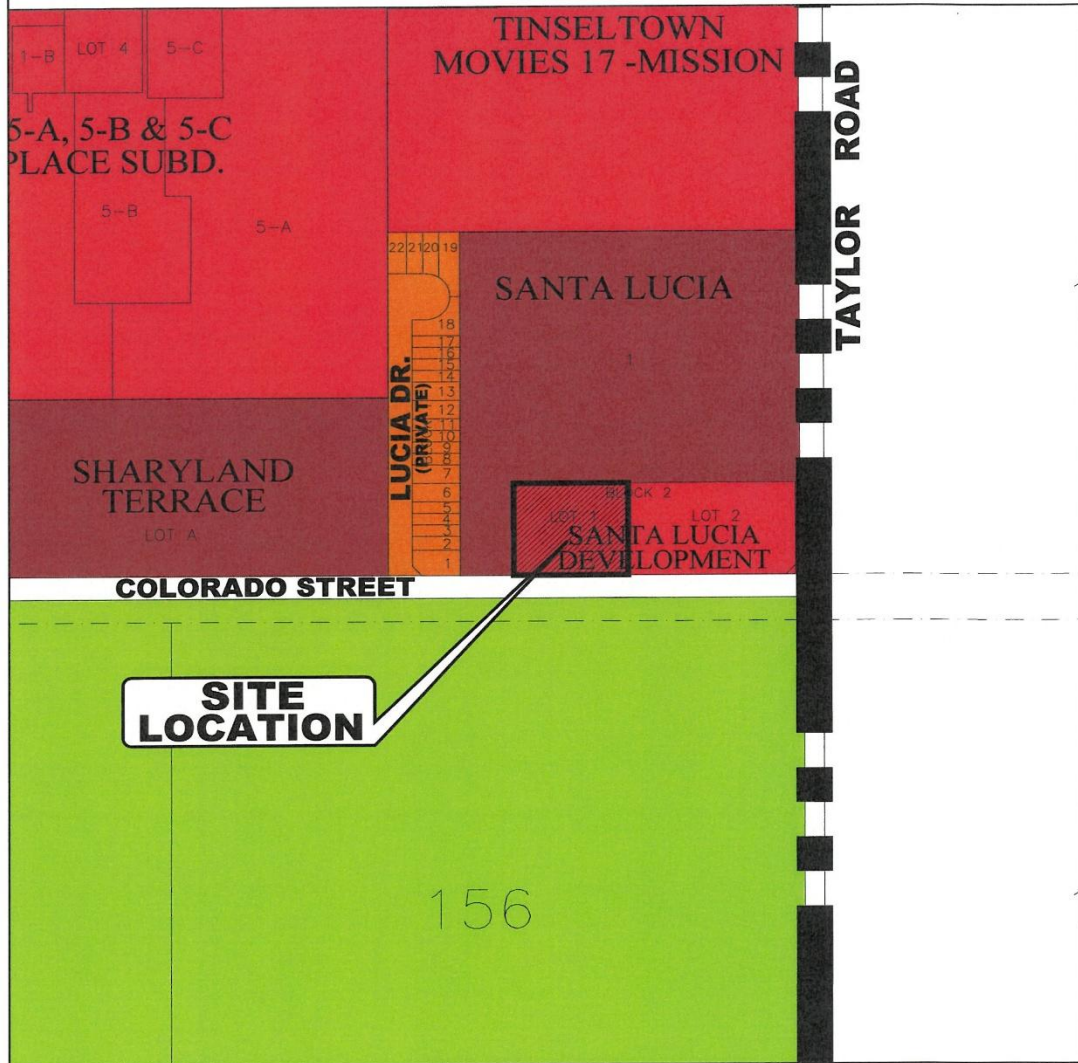 TINSELTOWN
MOVIES 17 -MISSION
1-B
LOT 4
5-C
5-A, 5-B & 5-C
PLACE SUBD.
5-B
5-A
TAYLOR ROAD
22 21 20 19
SANTA LUCIA
1
18
17
16
15
14
13
12
11
10
9
8
7
6
5
4
3
2
1
LUCIA DR.
(PRIVATE)
SHARYLAND
TERRACE
LOT A
BLOCK 2
LOT 1
LOT 2
SANTA LUCIA
DEVELOPMENT
COLORADO STREET
SITE
LOCATION
156